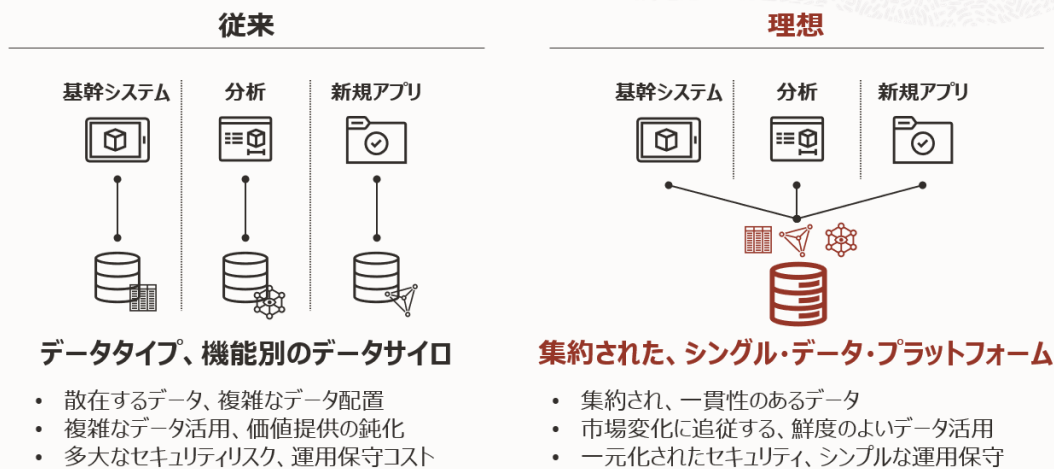 従来
基幹システム
分析
新規アプリ
データタイプ、機能別のデータサイロ
• 散在するデータ、複雑なデータ配置
• 複雑なデータ活用、価値提供の鈍化
• 多大なセキュリティリスク、運用保守コスト
理想
基幹システム
分析
新規アプリ
集約された、シングル・データ・プラットフォーム
• 集約され、一貫性のあるデータ
• 市場変化に追従する、鮮度のよいデータ活用
• 一元化されたセキュリティ、シンプルな運用保守